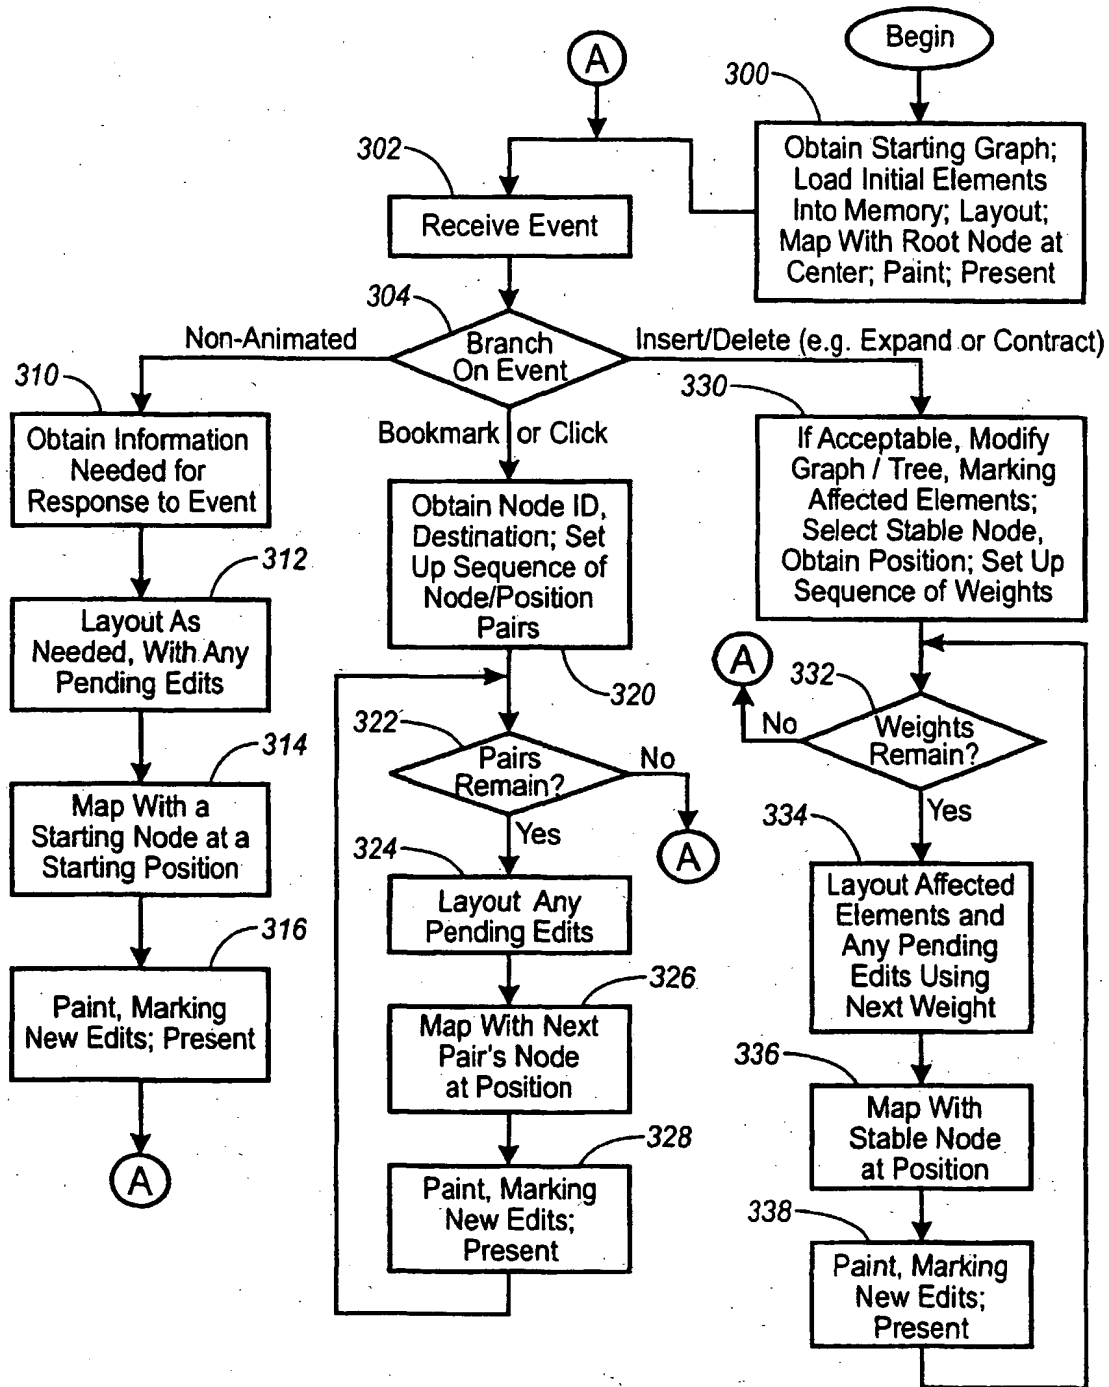 Begin
A
300
Obtain Starting Graph;
Load Initial Elements
Into Memory; Layout;
Map With Root Node at
Center; Paint; Present
302
Receive Event
304
Branch
On Event
Non-Animated
Insert/Delete (e.g. Expand or Contract)
Bookmark or Click
310
Obtain Information
Needed for
Response to Event
312
Layout As
Needed, With Any
Pending Edits
314
Map With a
Starting Node at a
Starting Position
316
Paint, Marking
New Edits; Present
A
Obtain Node ID,
Destination; Set
Up Sequence of
Node/Position
Pairs
320
322
Pairs
Remain?
No
A
Yes
324
Layout Any
Pending Edits
326
Map With Next
Pair's Node
at Position
328
Paint, Marking
New Edits;
Present
330
If Acceptable, Modify
Graph / Tree, Marking
Affected Elements;
Select Stable Node,
Obtain Position; Set Up
Sequence of Weights
A
332
No
Weights
Remain?
Yes
334
Layout Affected
Elements and
Any Pending
Edits Using
Next Weight
336
Map With
Stable Node
at Position
338
Paint, Marking
New Edits;
Present